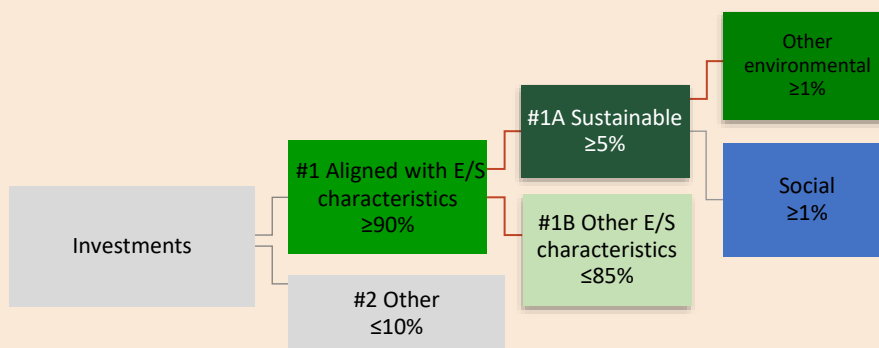 Investments
#1 Aligned with E/S
characteristics
≥90%
#2 Other
≤10%
#1A Sustainable
≥5%
#1B Other E/S
characteristics
≤85%
Other
environmental
≥1%
Social
≥1%